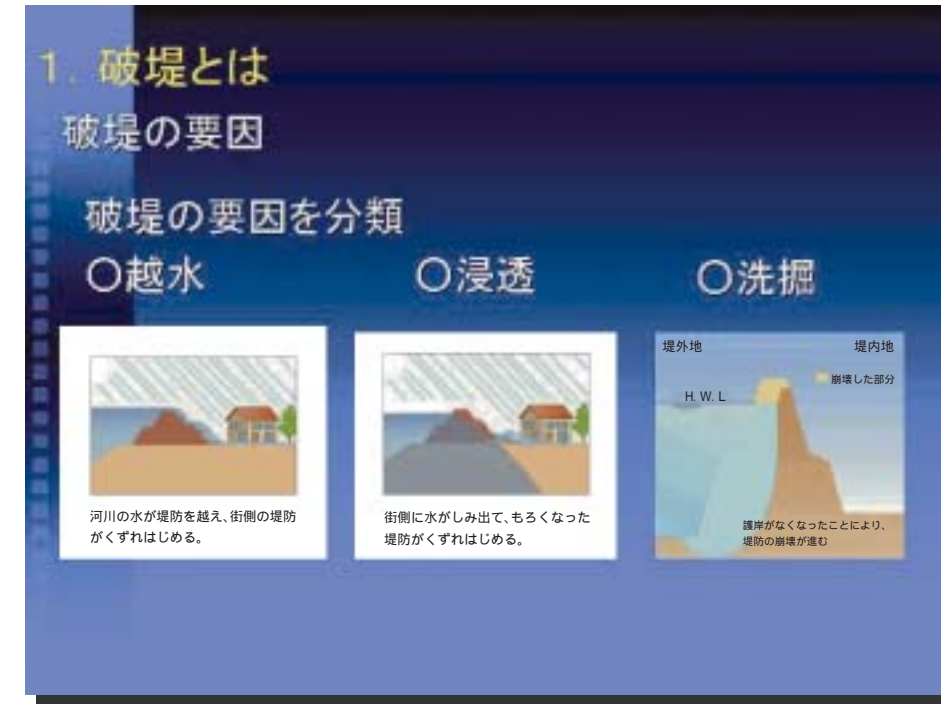 1. 破堤とは
破堤の要因
破堤の要因を分類
○越水
○浸透
○洗掘
河川の水が堤防を越え、街側の堤防
がくずれはじめる。
街側に水がしみ出て、もろくなった
堤防がくずれはじめる。
堤外地
堤内地
崩壊した部分
H. W. L
護岸がなくなったことにより、
堤防の崩壊が進む